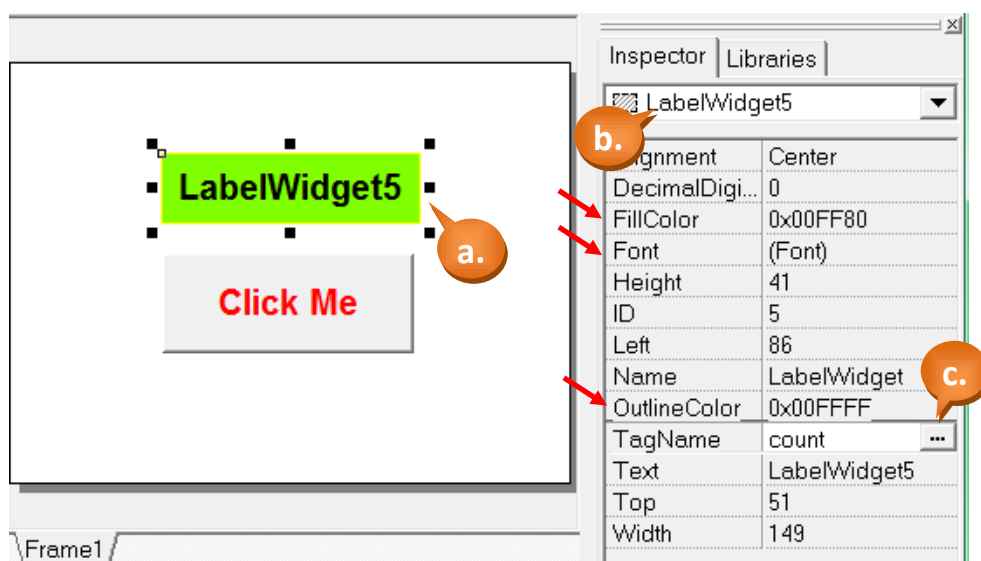 LabelWidget5
a.
Click Me
Frame1
Inspector Libraries
LabelWidget5
b.
Center
DecimalDigi... 0
FillColor 0x00FF80
Font (Font)
Height 41
ID 5
Left 86
Name LabelWidget
c.
OutlineColor 0x00FFFF
TagName count ...
Text LabelWidget5
Top 51
Width 149